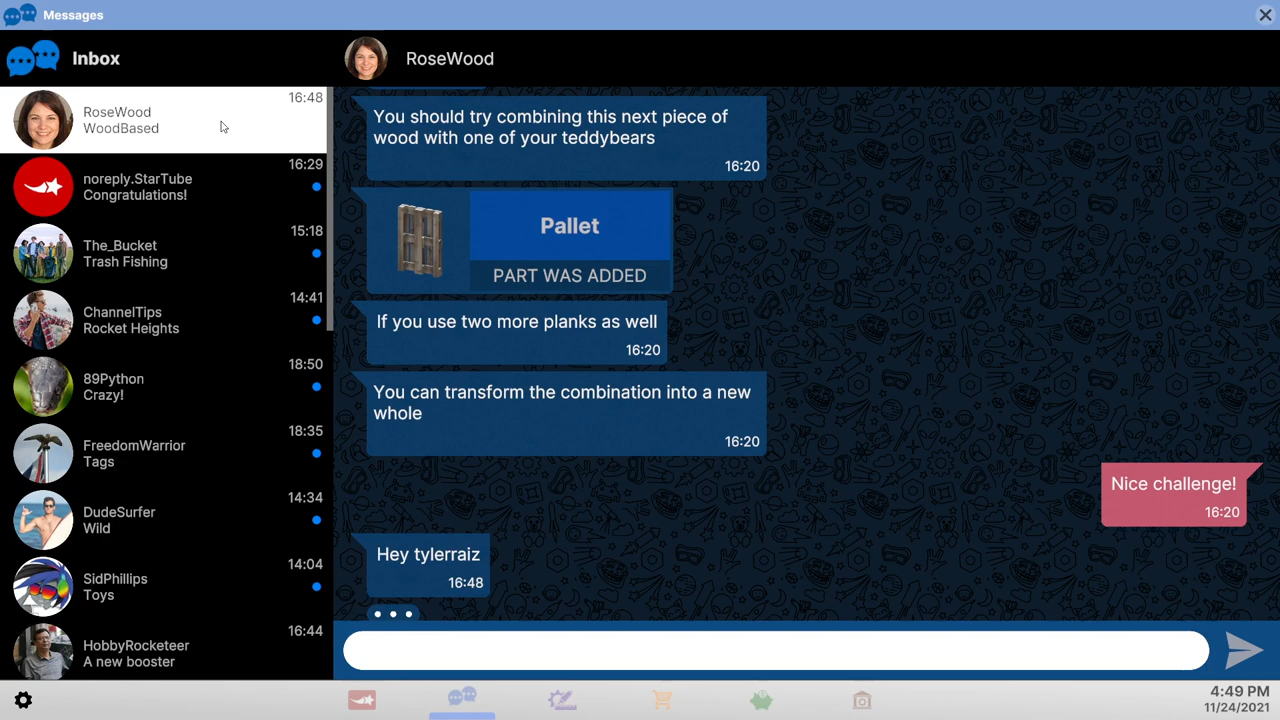 Messages
Inbox
RoseWood
16:48
RoseWood
WoodBased
16:29
noreply.StarTube
Congratulations!
15:18
The_Bucket
Trash Fishing
14:41
ChannelTips
Rocket Heights
18:50
89Python
Crazy!
18:35
FreedomWarrior
Tags
14:34
DudeSurfer
Wild
14:04
SidPhillips
Toys
16:44
HobbyRocketeer
A new booster
You should try combining this next piece of
wood with one of your teddybears
16:20
Pallet
PART WAS ADDED
If you use two more planks as well
16:20
You can transform the combination into a new
whole
16:20
Nice challenge!
16:20
Hey tylerraiz
16:48
4:49 PM
11/24/2021